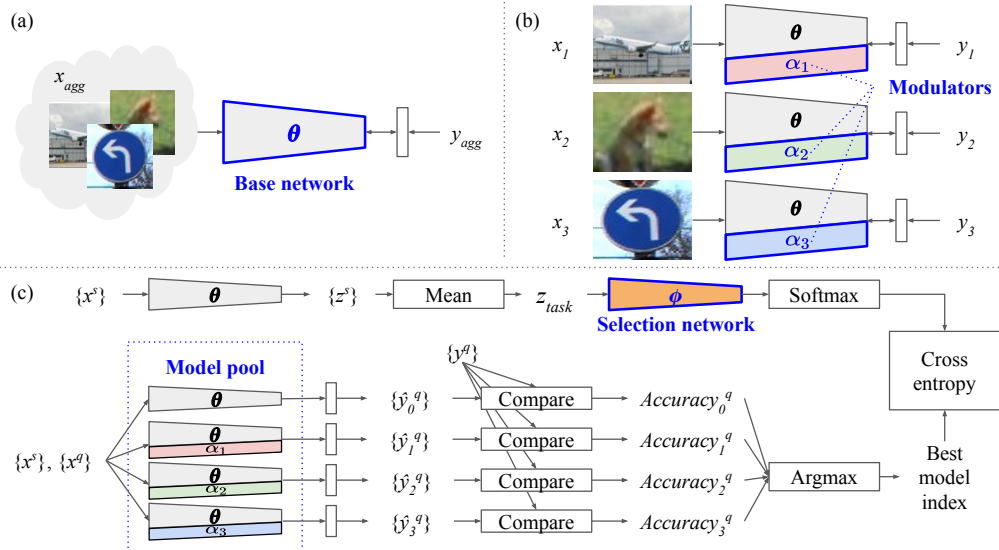 (a)
x_agg
θ
y_agg
Base network
(b)
x_1
θ
α_1
y_1
Modulators
x_2
θ
α_2
y_2
x_3
θ
α_3
y_3
(c)
{x^s}
θ
{z^s}
Mean
z_task
ϕ
Softmax
Selection network
Model pool
{y^q}
Cross
entropy
θ
{ŷ_0^q}
Compare
Accuracy_0^q
θ
α_1
{ŷ_1^q}
Compare
Accuracy_1^q
{x^s}, {x^q}
θ
α_2
{ŷ_2^q}
Compare
Accuracy_2^q
Argmax
Best
model
index
θ
α_3
{ŷ_3^q}
Compare
Accuracy_3^q